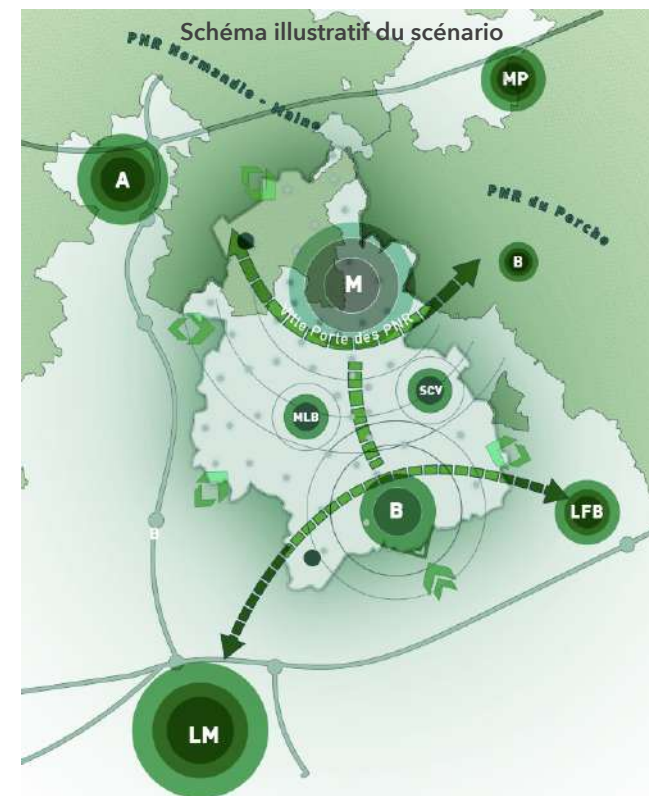 Schéma illustratif du scénario
PNR Normandie - Maine
MP
A
PNR du Perche
B
M
Ville Porte des PNR
SCV
MLB
B
LFB
B
LM